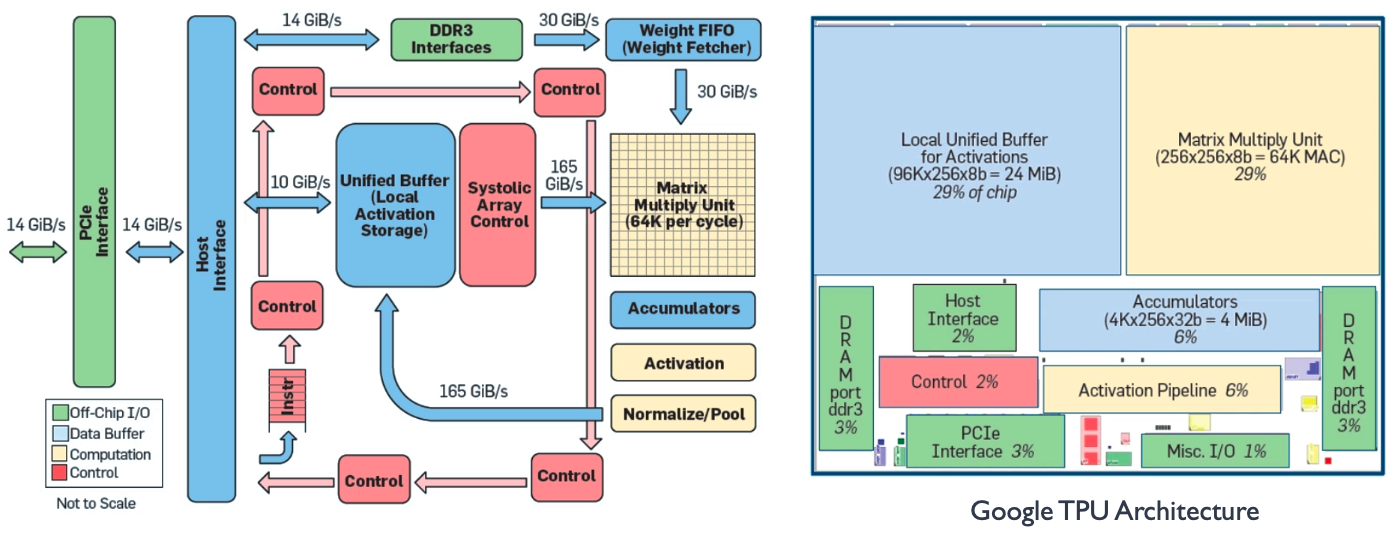 14 GiB/s
PCIe
Interface
14 GiB/s
Host
Interface
14 GiB/s
DDR3
Interfaces
30 GiB/s
Weight FIFO
(Weight Fetcher)
30 GiB/s
Control
Control
10 GiB/s
Unified Buffer
(Local
Activation
Storage)
Systolic
Array
Control
165
GiB/s
Matrix
Multiply Unit
(64K per cycle)
Control
Accumulators
Activation
Instr
165 GiB/s
Normalize/Pool
Control
Control
Off-Chip I/O
Data Buffer
Computation
Control
Not to Scale
Local Unified Buffer
for Activations
(96Kx256x8b = 24 MiB)
29% of chip
Matrix Multiply Unit
(256x256x8b = 64K MAC)
29%
D
R
A
M
port
ddr3
3%
Host
Interface
2%
Accumulators
(4Kx256x32b = 4 MiB)
6%
D
R
A
M
port
ddr3
3%
Control 2%
Activation Pipeline 6%
PCIe
Interface 3%
Misc. I/O 1%
Google TPU Architecture